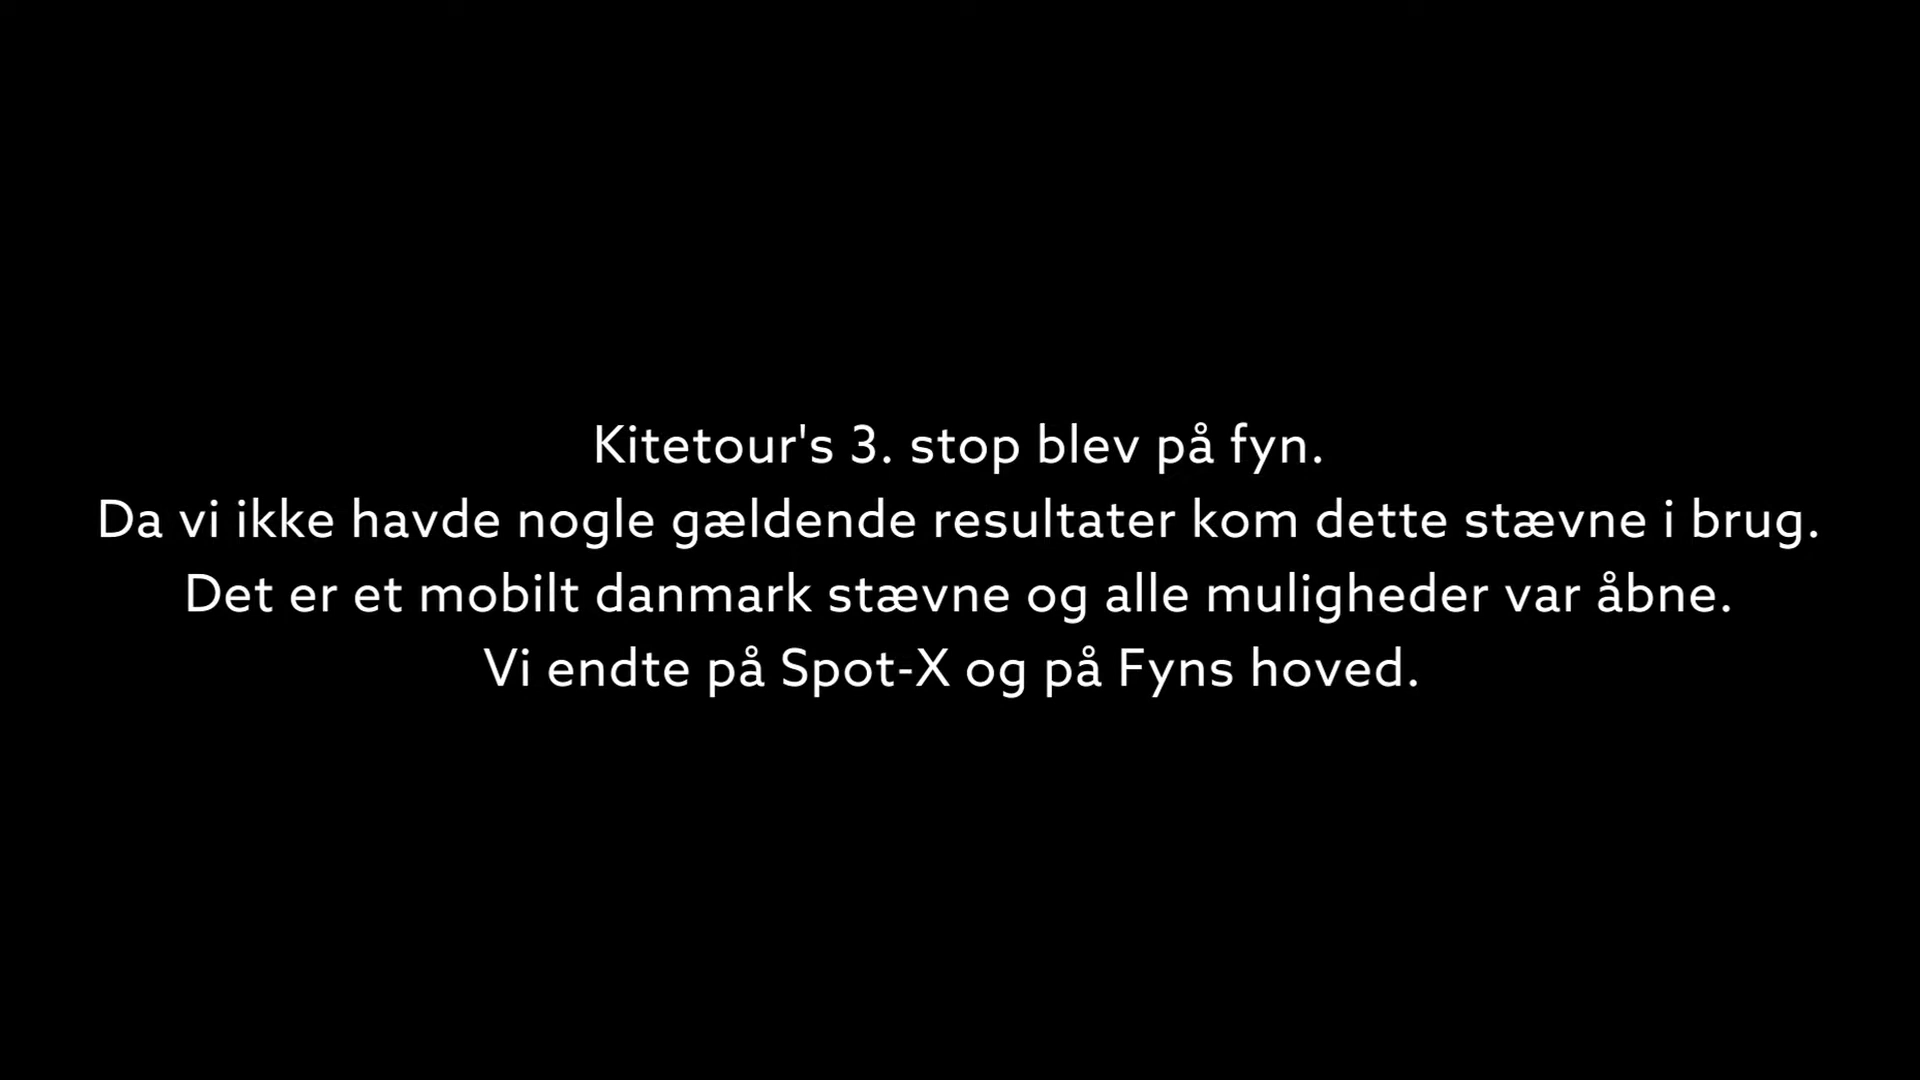 Kitetour's 3. stop blev på fyn.
Da vi ikke havde nogle gældende resultater kom dette stævne i brug.
Det er et mobilt danmark stævne og alle muligheder var åbne.
Vi endte på Spot-X og på Fyns hoved.